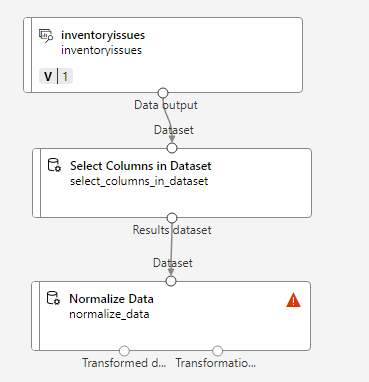 inventoryissues
inventoryissues
V 1
Data output
Dataset
Select Columns in Dataset
select_columns_in_dataset
Results dataset
Dataset
Normalize Data
normalize_data
Transformed d... Transformatio...